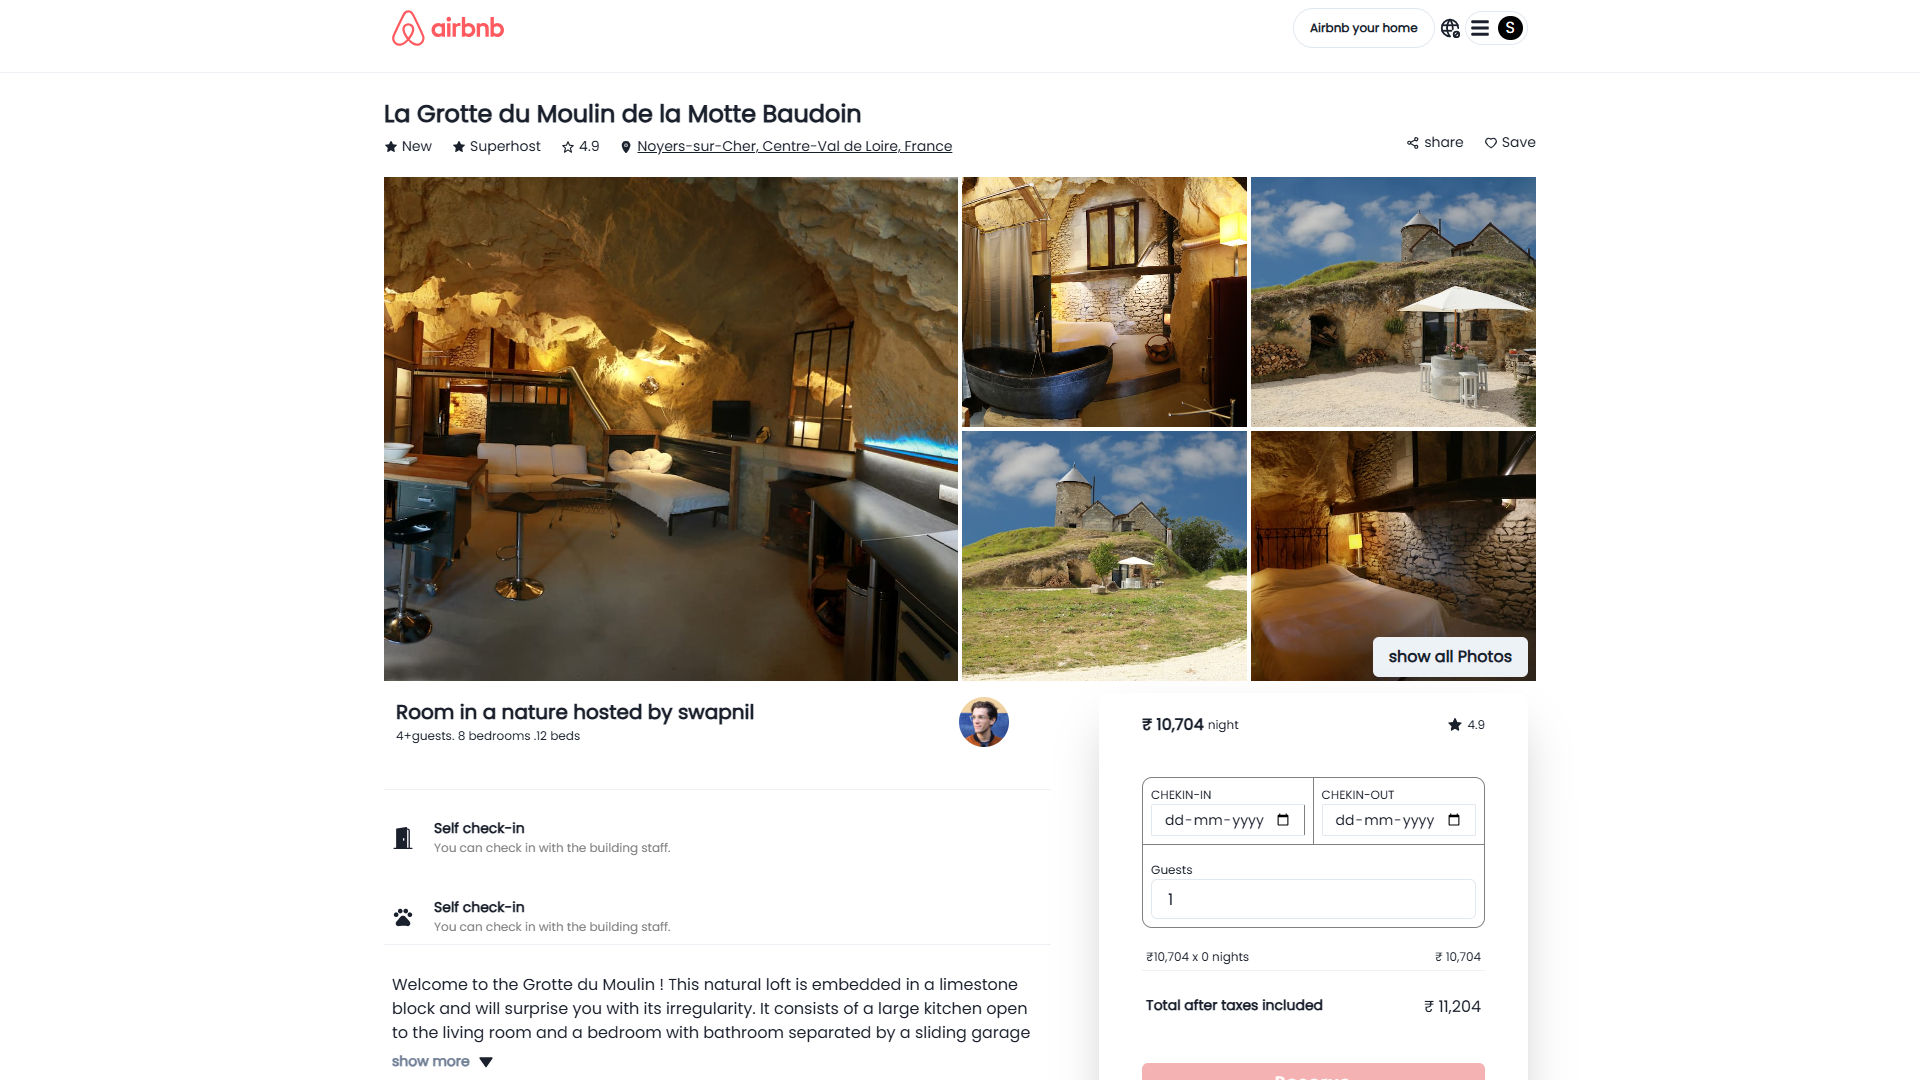 airbnb
Airbnb your home
S
La Grotte du Moulin de la Motte Baudoin
New Superhost 4.9 Noyers-sur-Cher, Centre-Val de Loire, France
share Save
show all Photos
Room in a nature hosted by swapnil
4+guests. 8 bedrooms .12 beds
₹ 10,704 night
4.9
CHEKIN-IN
dd-mm-yyyy
CHEKIN-OUT
dd-mm-yyyy
Guests
1
Self check-in
You can check in with the building staff.
Self check-in
You can check in with the building staff.
₹10,704 x 0 nights ₹ 10,704
Total after taxes included ₹ 11,204
Welcome to the Grotte du Moulin ! This natural loft is embedded in a limestone
block and will surprise you with its irregularity. It consists of a large kitchen open
to the living room and a bedroom with bathroom separated by a sliding garage
show more